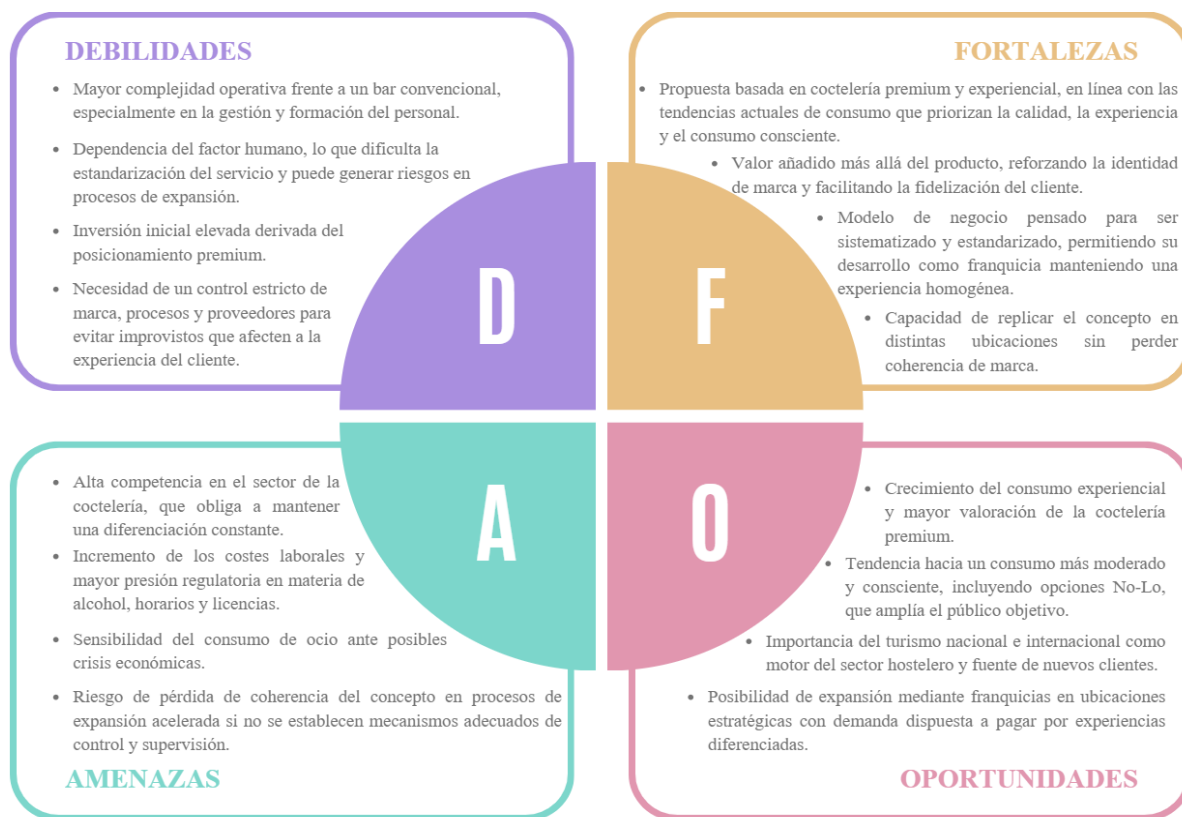 DEBILIDADES
• Mayor complejidad operativa frente a un bar convencional,
especialmente en la gestión y formación del personal.
• Dependencia del factor humano, lo que dificulta la
estandarización del servicio y puede generar riesgos en
procesos de expansión.
• Inversión inicial elevada derivada del
posicionamiento premium.
• Necesidad de un control estricto de
marca, procesos y proveedores para
evitar improvistos que afecten a la
experiencia del cliente.
D
FORTALEZAS
• Propuesta basada en coctelería premium y experiencial, en línea con las
tendencias actuales de consumo que priorizan la calidad, la experiencia
y el consumo consciente.
• Valor añadido más allá del producto, reforzando la identidad
de marca y facilitando la fidelización del cliente.
• Modelo de negocio pensado para ser
sistematizado y estandarizado, permitiendo su
desarrollo como franquicia manteniendo una
experiencia homogénea.
• Capacidad de replicar el concepto en
distintas ubicaciones sin perder
coherencia de marca.
F
• Alta competencia en el sector de la
coctelería, que obliga a mantener
una diferenciación constante.
• Incremento de los costes laborales y
mayor presión regulatoria en materia de
alcohol, horarios y licencias.
• Sensibilidad del consumo de ocio ante posibles
crisis económicas.
• Riesgo de pérdida de coherencia del concepto en procesos de
expansión acelerada si no se establecen mecanismos adecuados de
control y supervisión.
AMENAZAS
A
• Crecimiento del consumo experiencial
y mayor valoración de la coctelería
premium.
• Tendencia hacia un consumo más moderado
y consciente, incluyendo opciones No-Lo,
que amplía el público objetivo.
• Importancia del turismo nacional e internacional como
motor del sector hostelero y fuente de nuevos clientes.
• Posibilidad de expansión mediante franquicias en ubicaciones
estratégicas con demanda dispuesta a pagar por experiencias
diferenciadas.
OPORTUNIDADES
O